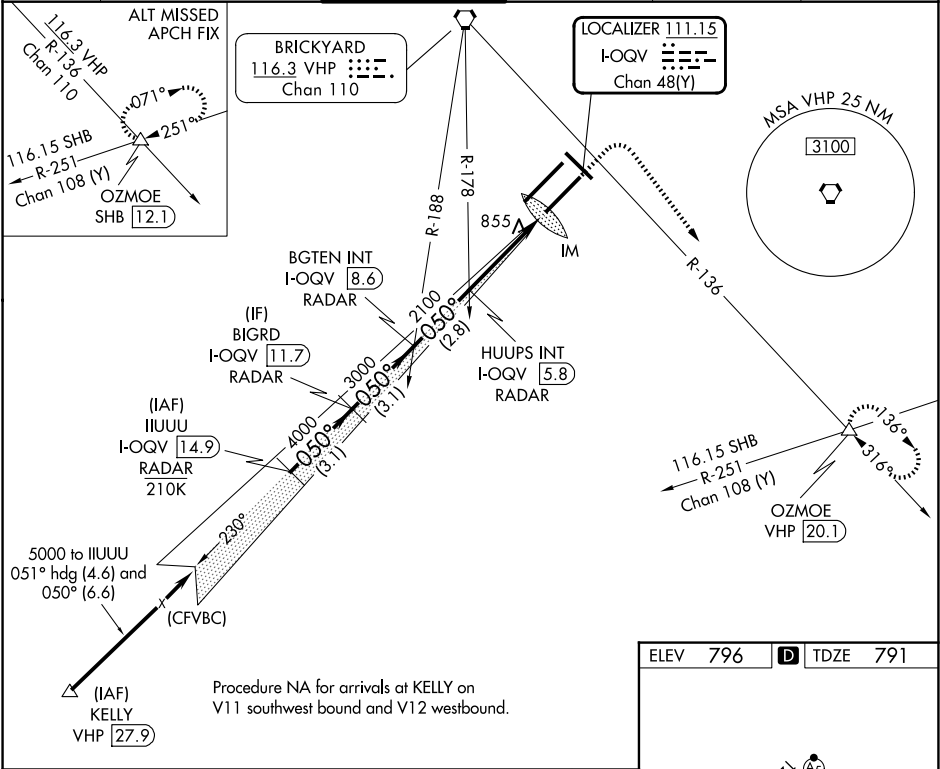 ALT MISSED
APCH FIX
116.3 VHP
R-136
Chan 110
071°
251°
116.15 SHB
R-251
Chan 108 (Y)
OZMOE
SHB 12.1
BRICKYARD
116.3 VHP
Chan 110
LOCALIZER 111.15
I-OQV
Chan 48(Y)
MSA VHP 25 NM
3100
R-188
R-178
855
IM
R-136
BGTEN INT
I-OQV 8.6
RADAR
2100
050°
(2.8)
HUUPS INT
I-OQV 5.8
RADAR
(IF)
BIGRD
I-OQV 11.7
RADAR
3000
050°
(3.1)
(IAF)
IIUUU
I-OQV 14.9
RADAR
210K
4000
050°
(3.1)
116.15 SHB
R-251
Chan 108 (Y)
136°
316°
OZMOE
VHP 20.1
230°
5000 to IIUUU
051° hdg (4.6) and
050° (6.6)
(CFVBC)
(IAF)
KELLY
VHP 27.9
Procedure NA for arrivals at KELLY on
V11 southwest bound and V12 westbound.
ELEV 796 D TDZE 791